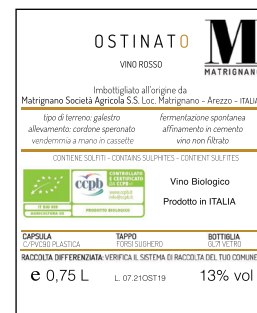 OSTINATO
VINO ROSSO
M
MATRIGNANO
Imbottigliato all'origine da
Matrignano Società Agricola S.S. Loc. Matrignano - Arezzo - ITALIA
tipo di terreno: galestro
allevamento: cordone speronato
vendemmia a mano in cassette
fermentazione spontanea
affinamento in cemento
vino non filtrato
CONTIENE SOLFITI - CONTAINS SULPHITES - CONTIENT SULFITES
CONTROLLATO
E CERTIFICATO
DA CCPB
ccpb
IT BIO 009
AGRICOLTURA UE
PRODOTTO BIOLOGICO
Vino Biologico
Prodotto in ITALIA
CAPSULA
C/PVC90 PLASTICA
TAPPO
FOR51 SUGHERO
BOTTIGLIA
GL71 VETRO
RACCOLTA DIFFERENZIATA: VERIFICA IL SISTEMA DI RACCOLTA DEL TUO COMUNE
e 0,75 L
L. 07.21OST19
13% vol